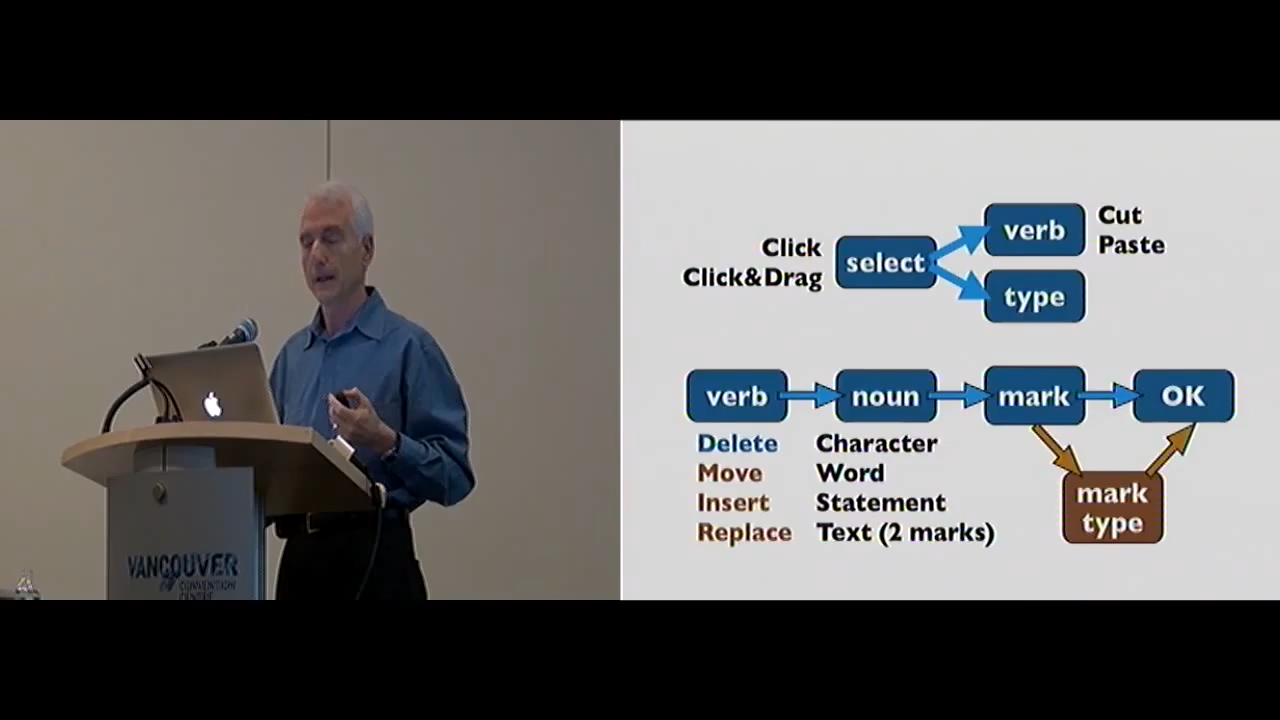 Click
Click&Drag
select
verb
type
Cut
Paste
verb
noun
mark
OK
Delete
Character
Move
Word
Insert
Statement
Replace
Text (2 marks)
mark
type
VANCOUVER
CONVENTION
CENTRE